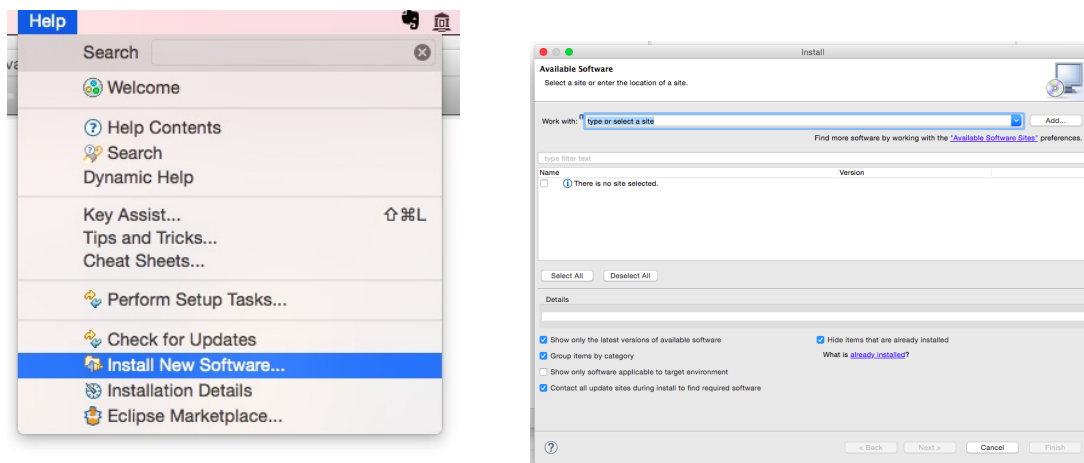 Help
Search
Welcome
Help Contents
Search
Dynamic Help
Key Assist... ⇧⌘L
Tips and Tricks...
Cheat Sheets...
Perform Setup Tasks...
Check for Updates
Install New Software...
Installation Details
Eclipse Marketplace...
Install
Available Software
Select a site or enter the location of a site.
Work with: type or select a site Add...
Find more software by working with the "Available Software Sites" preferences.
type filter text
Name Version
There is no site selected.
Select All Deselect All
Details
Show only the latest versions of available software Hide items that are already installed
Group items by category What is already installed?
Show only software applicable to target environment
Contact all update sites during install to find required software
? < Back Next > Cancel Finish